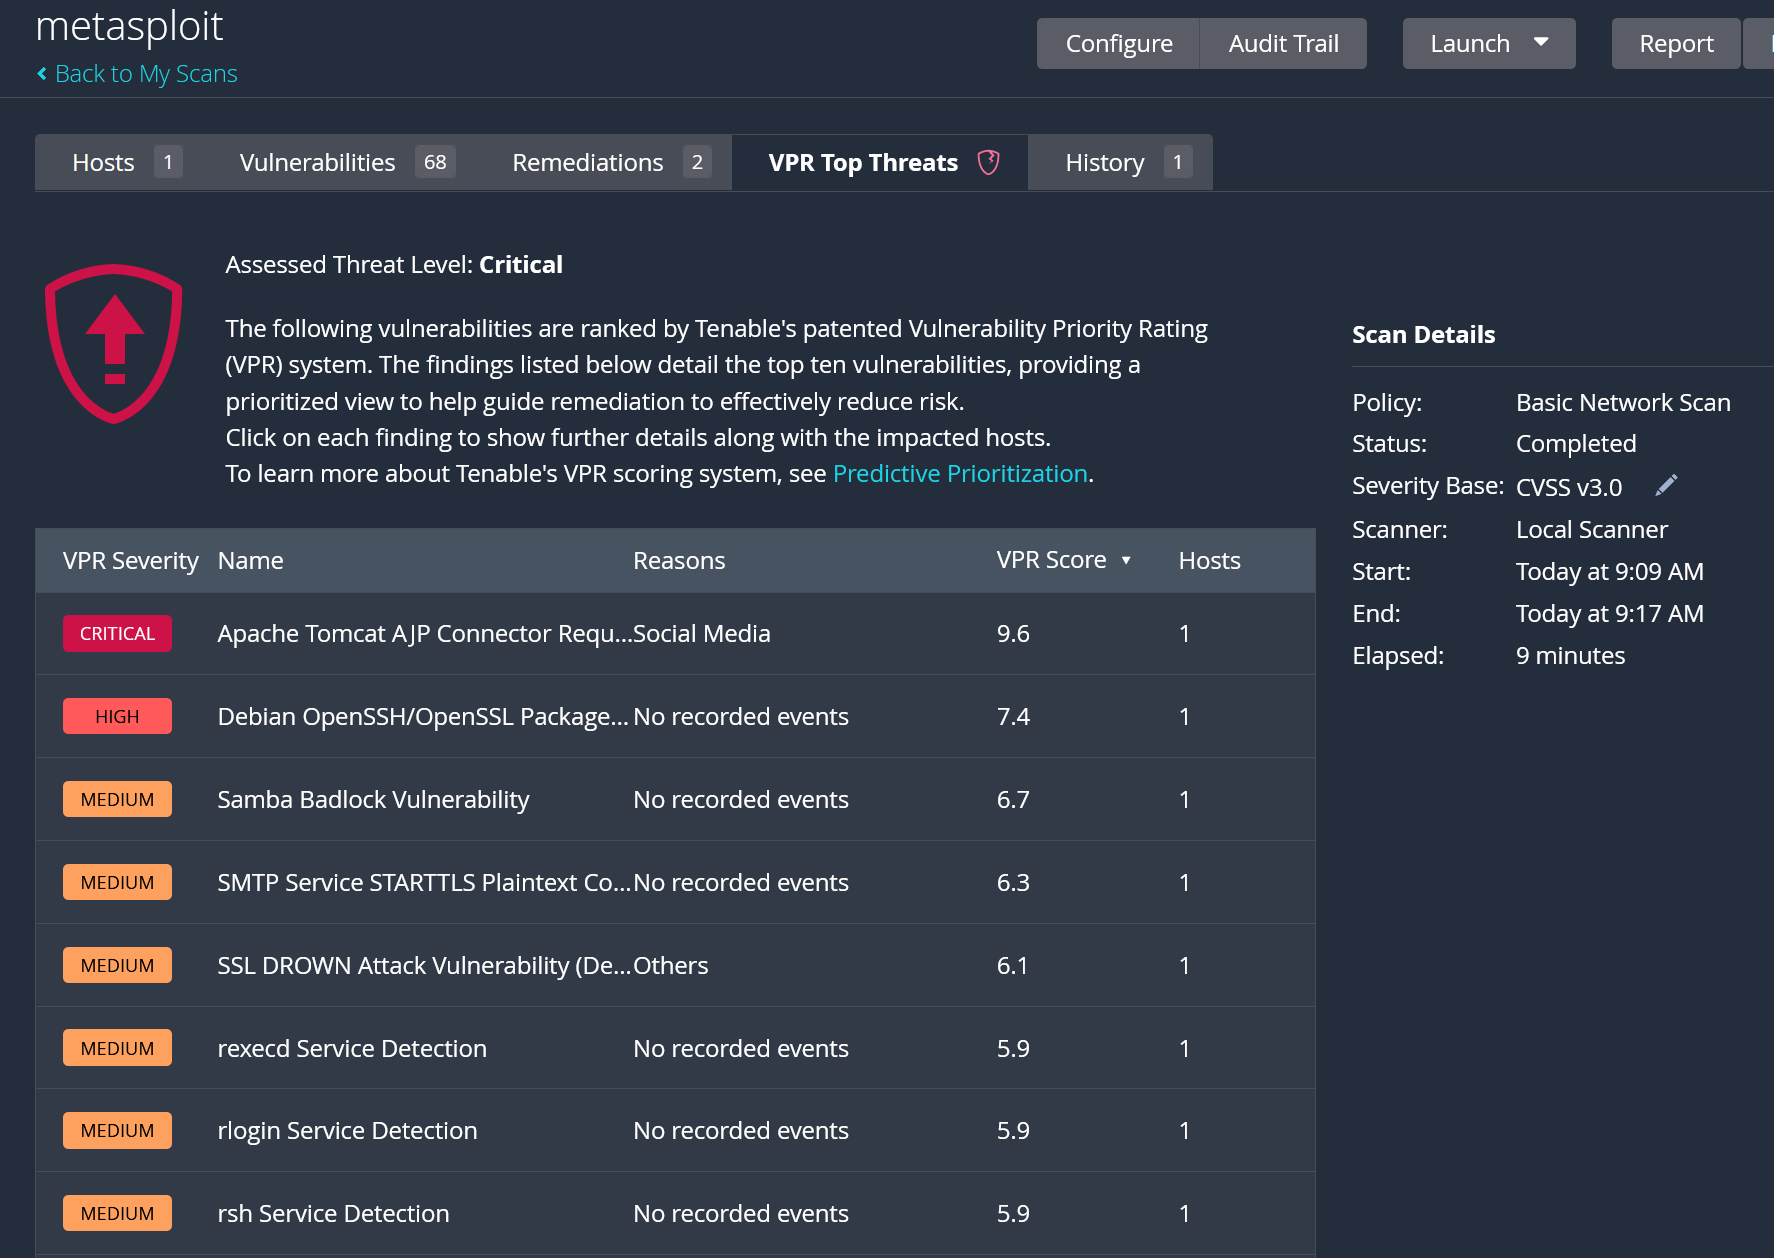 metasploit
Back to My Scans
Configure Audit Trail Launch Report
Hosts 1 Vulnerabilities 68 Remediations 2 VPR Top Threats History 1
Assessed Threat Level: Critical
The following vulnerabilities are ranked by Tenable's patented Vulnerability Priority Rating
(VPR) system. The findings listed below detail the top ten vulnerabilities, providing a
prioritized view to help guide remediation to effectively reduce risk.
Click on each finding to show further details along with the impacted hosts.
To learn more about Tenable's VPR scoring system, see Predictive Prioritization.
VPR Severity Name Reasons VPR Score Hosts
CRITICAL Apache Tomcat AJP Connector Requ... Social Media 9.6 1
HIGH Debian OpenSSH/OpenSSL Package... No recorded events 7.4 1
MEDIUM Samba Badlock Vulnerability No recorded events 6.7 1
MEDIUM SMTP Service STARTTLS Plaintext Co... No recorded events 6.3 1
MEDIUM SSL DROWN Attack Vulnerability (De... Others 6.1 1
MEDIUM rexecd Service Detection No recorded events 5.9 1
MEDIUM rlogin Service Detection No recorded events 5.9 1
MEDIUM rsh Service Detection No recorded events 5.9 1
Scan Details
Policy: Basic Network Scan
Status: Completed
Severity Base: CVSS v3.0
Scanner: Local Scanner
Start: Today at 9:09 AM
End: Today at 9:17 AM
Elapsed: 9 minutes